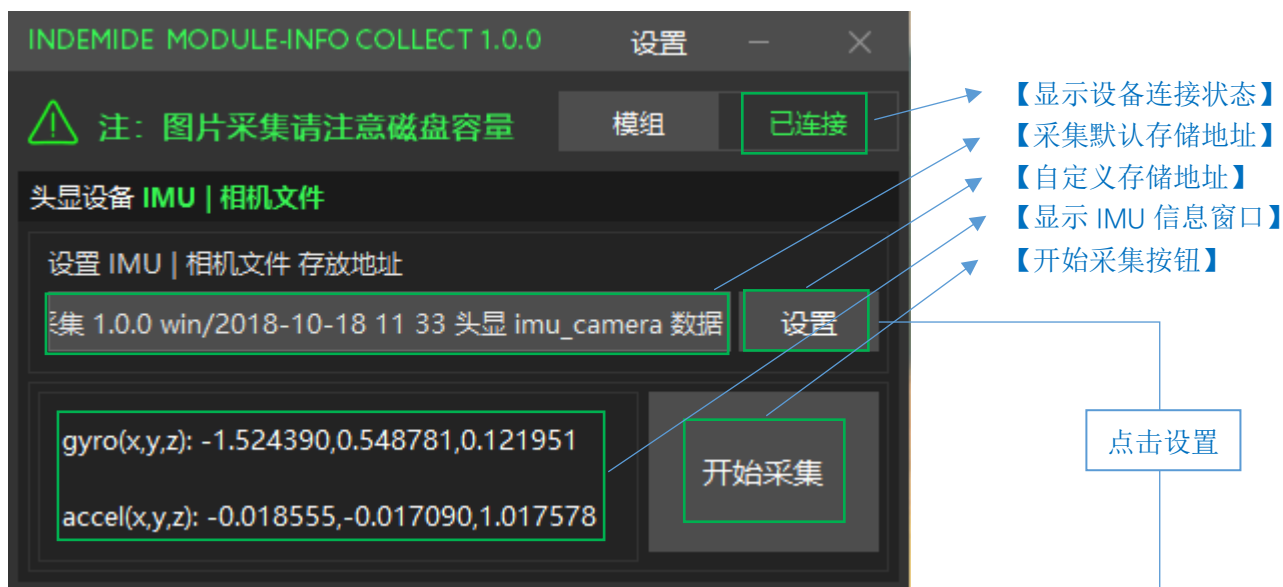 INDEMIDE MODULE-INFO COLLECT 1.0.0 设置
注: 图片采集请注意磁盘容量 模组 已连接
【显示设备连接状态】
【采集默认存储地址】
【自定义存储地址】
【显示 IMU 信息窗口】
【开始采集按钮】
头显设备 IMU | 相机文件
设置 IMU | 相机文件 存放地址
集 1.0.0 win/2018-10-18 11 33 头显 imu_camera 数据 设置
点击设置
gyro(x,y,z): -1.524390,0.548781,0.121951
开始采集
accel(x,y,z): -0.018555,-0.017090,1.017578